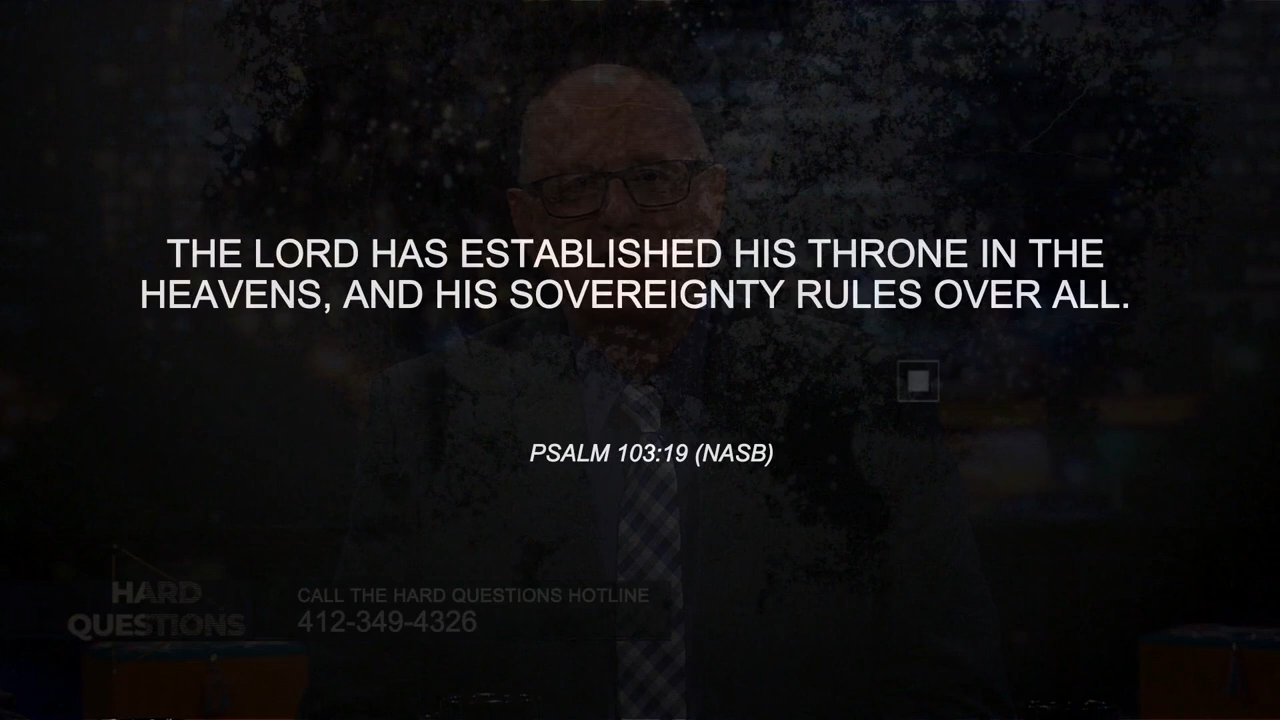 THE LORD HAS ESTABLISHED HIS THRONE IN THE
HEAVENS, AND HIS SOVEREIGNTY RULES OVER ALL.
PSALM 103:19 (NASB)
HARD
QUESTIONS
CALL THE HARD QUESTIONS HOTLINE
412-349-4326